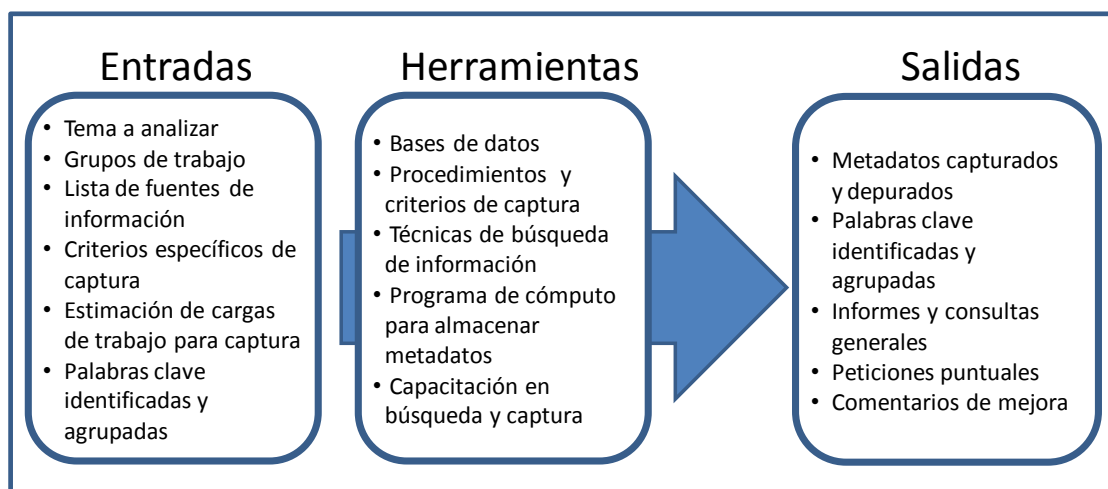 Entradas
• Tema a analizar
• Grupos de trabajo
• Lista de fuentes de
información
• Criterios específicos de
captura
• Estimación de cargas
de trabajo para captura
• Palabras clave
identificadas y
agrupadas
Herramientas
• Bases de datos
• Procedimientos y
criterios de captura
• Técnicas de búsqueda
de información
• Programa de cómputo
para almacenar
metadatos
• Capacitación en
búsqueda y captura
Salidas
• Metadatos capturados
y depurados
• Palabras clave
identificadas y
agrupadas
• Informes y consultas
generales
• Peticiones puntuales
• Comentarios de mejora